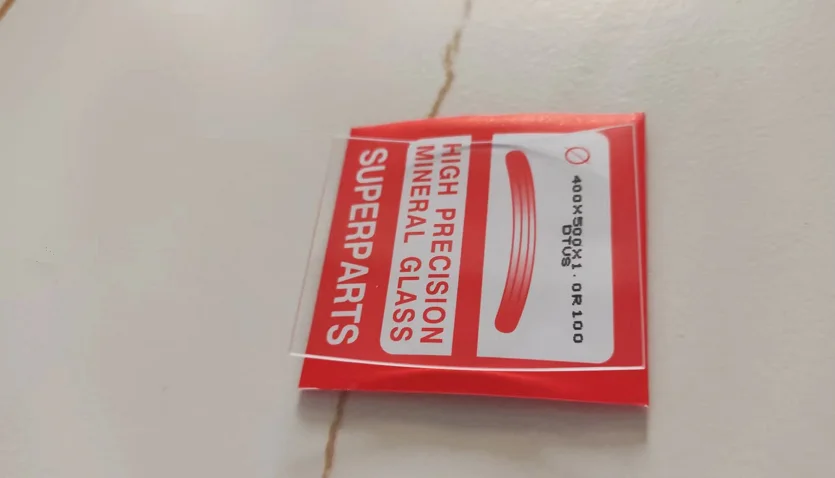 400X500X1.0R100
DTUS
HIGH PRECISION
MINERAL GLASS
SUPERPARTS